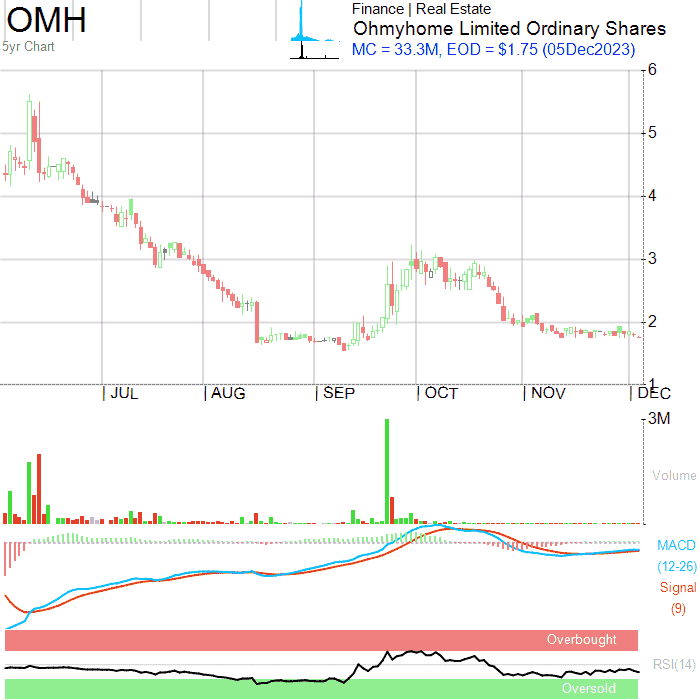 OMH
5yr Chart
Finance | Real Estate
Ohmyhome Limited Ordinary Shares
MC = 33.3M, EOD = $1.75 (05Dec2023)
6
5
4
3
2
1
| JUL | AUG | SEP | OCT | NOV | DEC
3M
Volume
MACD
(12-26)
Signal
(9)
Overbought
RSI(14)
Oversold